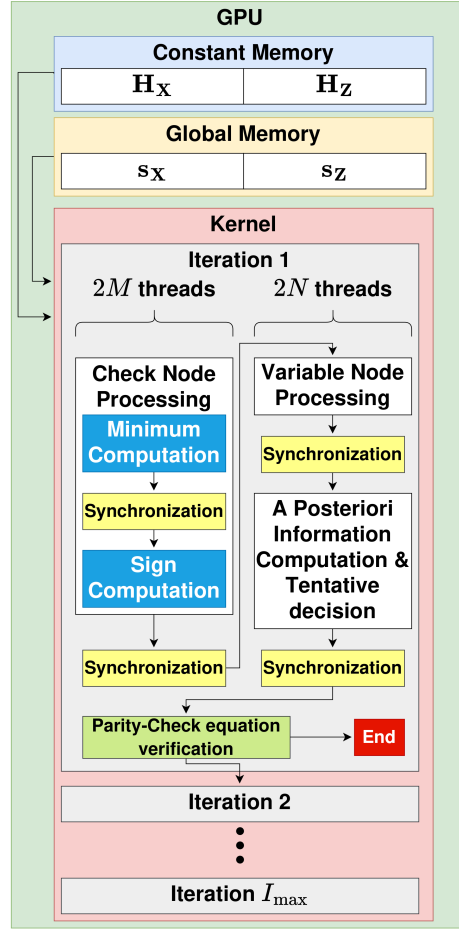 GPU
Constant Memory
H_X H_Z
Global Memory
s_X s_Z
Kernel
Iteration 1
2M threads
2N threads
Check Node
Processing
Minimum
Computation
Synchronization
Sign
Computation
Synchronization
Variable Node
Processing
Synchronization
A Posteriori
Information
Computation &
Tentative
decision
Synchronization
Parity-Check equation
verification
End
Iteration 2
Iteration I_max